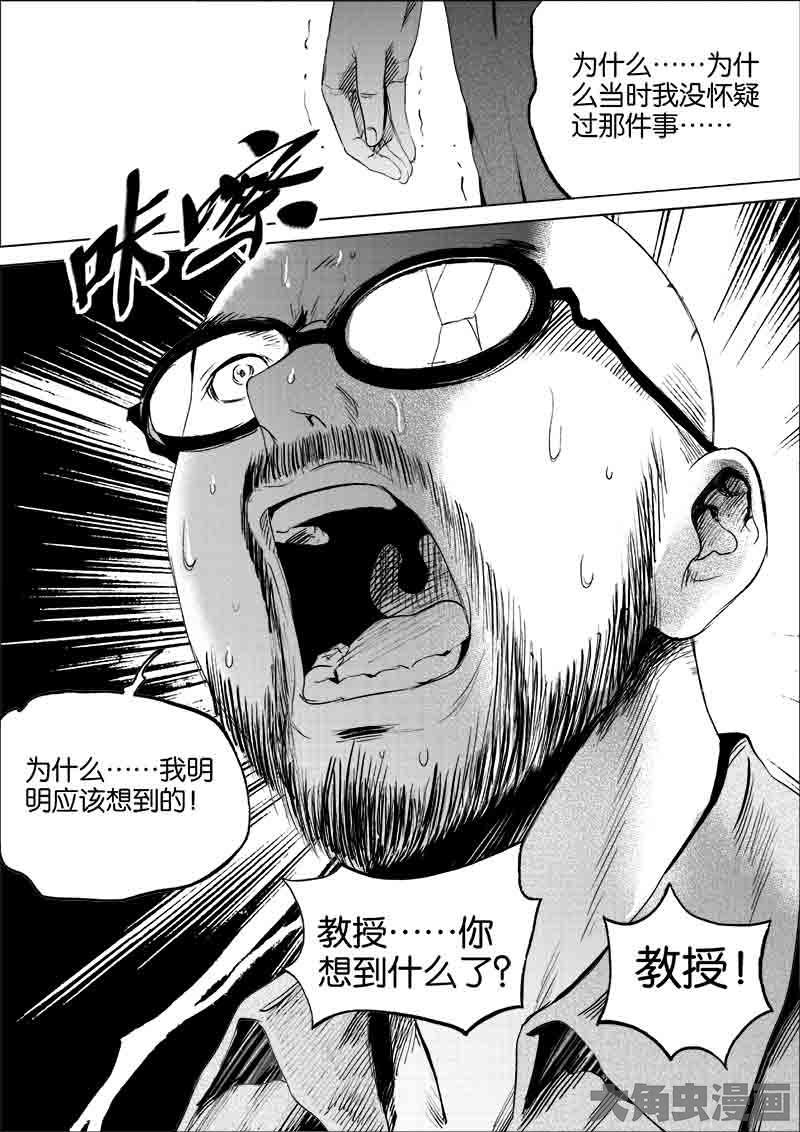 为什么……为什
么当时我没怀疑
过那件事……
咔嚓
为什么……我明
明应该想到的！
教授……你
想到什么了？
教授！
大角虫漫画